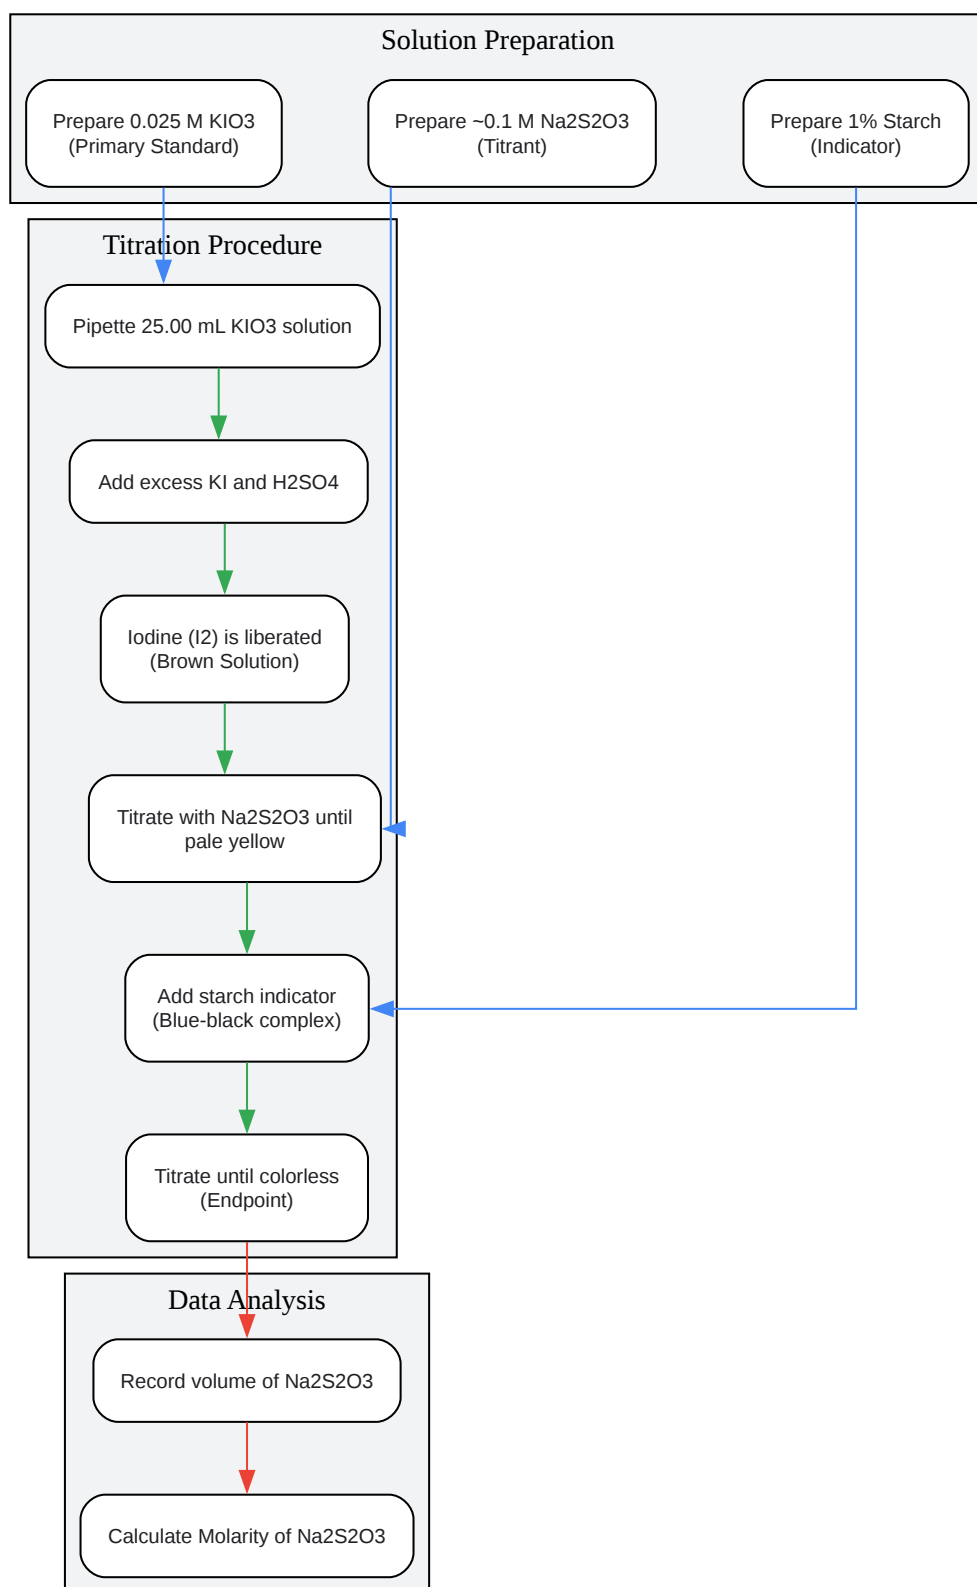 Solution Preparation
Prepare 0.025 M KIO3
(Primary Standard)
Prepare ~0.1 M Na2S2O3
(Titrant)
Prepare 1% Starch
(Indicator)
Titration Procedure
Pipette 25.00 mL KIO3 solution
Add excess KI and H2SO4
Iodine (I2) is liberated
(Brown Solution)
Titrate with Na2S2O3 until
pale yellow
Add starch indicator
(Blue-black complex)
Titrate until colorless
(Endpoint)
Data Analysis
Record volume of Na2S2O3
Calculate Molarity of Na2S2O3